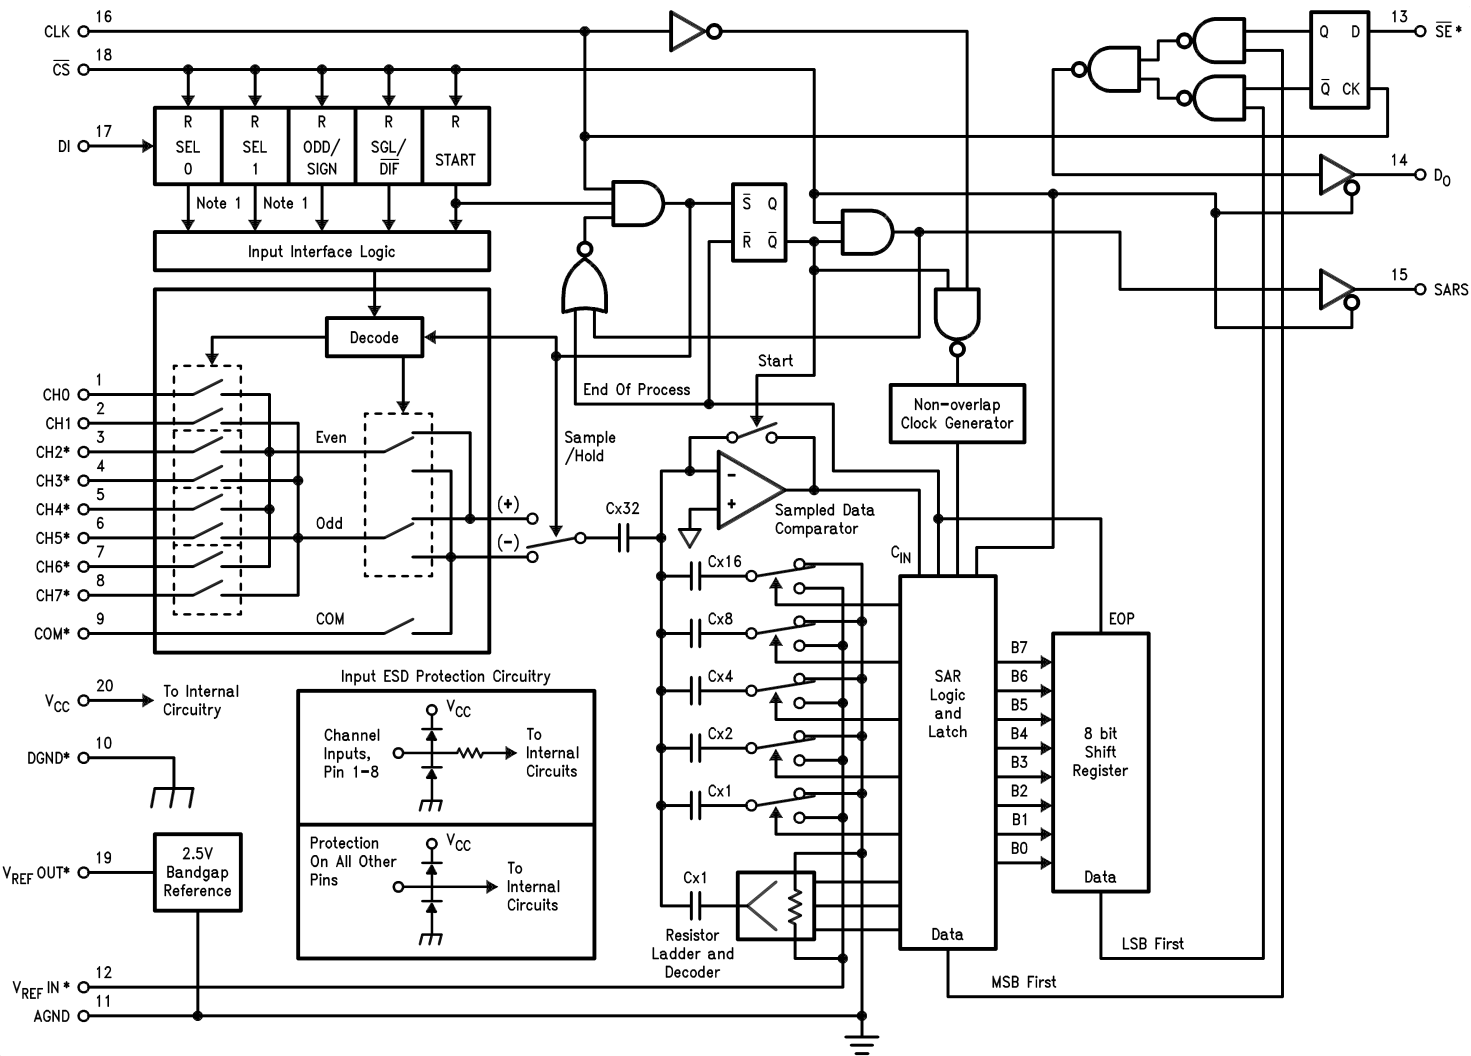 CLK 16
CS 18
DI 17
R R R R R
SEL 0
SEL 1
ODD/ SIGN
SGL/ DIF
START
Note 1 Note 1
Input Interface Logic
Decode
CH0 1
CH1 2
CH2* 3
CH3* 4
CH4* 5
CH5* 6
CH6* 7
CH7* 8
COM* 9
Even
Odd
COM
(+)
(−)
Sample
/Hold
End Of Process
Start
S Q
R Q
Q D
Q CK
13 SE*
14 DO
15 SARS
Non-overlap
Clock Generator
−
+
Sampled Data
Comparator
Cx32
Cx16
Cx8
Cx4
Cx2
Cx1
Cx1
Resistor
Ladder and
Decoder
CIN
SAR
Logic
and
Latch
Data
B7
B6
B5
B4
B3
B2
B1
B0
EOP
8 bit
Shift
Register
Data
LSB First
MSB First
VCC 20
To Internal
Circuitry
DGND* 10
VREF OUT* 19
2.5V
Bandgap
Reference
VREF IN* 12
AGND 11
Input ESD Protection Circuitry
VCC
Channel
Inputs,
Pin 1-8
To
Internal
Circuits
Protection
On All Other
Pins
VCC
To
Internal
Circuits